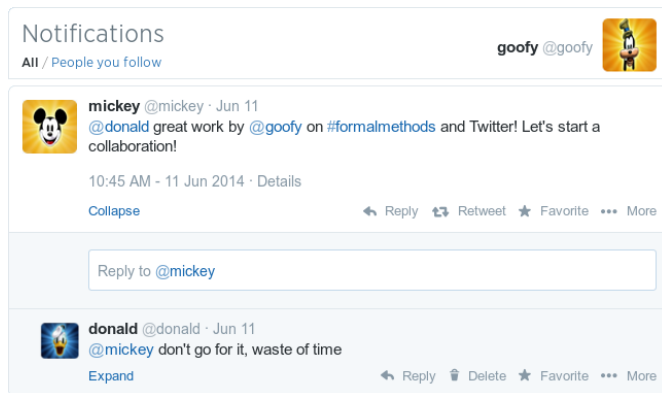 Notifications
All / People you follow
goofy @goofy
mickey @mickey · Jun 11
@donald great work by @goofy on #formalmethods and Twitter! Let's start a
collaboration!
10:45 AM - 11 Jun 2014 · Details
Collapse
Reply Retweet Favorite More
Reply to @mickey
donald @donald · Jun 11
@mickey don't go for it, waste of time
Expand
Reply Delete Favorite More